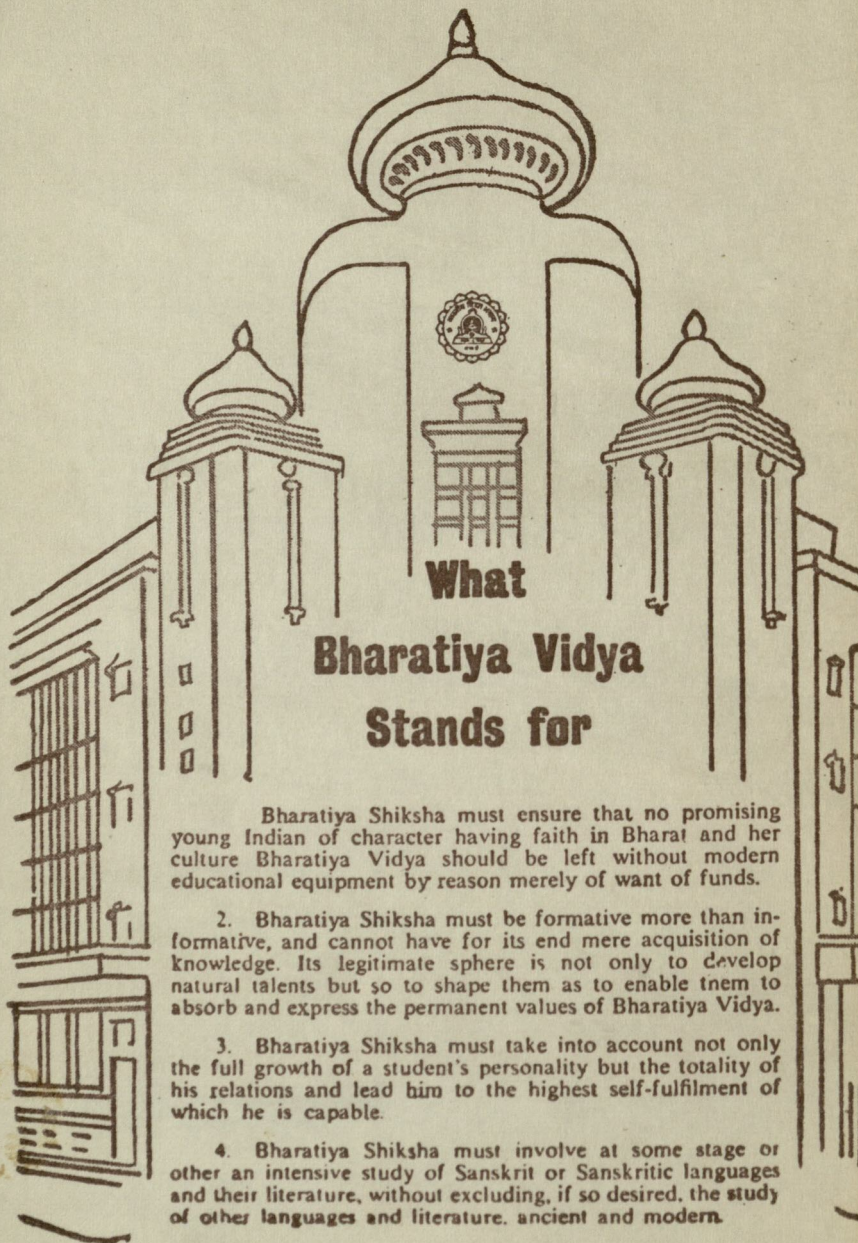 What
Bharatiya Vidya
Stands for
Bharatiya Shiksha must ensure that no promising
young Indian of character having faith in Bharat and her
culture Bharatiya Vidya should be left without modern
educational equipment by reason merely of want of funds.
2. Bharatiya Shiksha must be formative more than in-
formative, and cannot have for its end mere acquisition of
knowledge. Its legitimate sphere is not only to develop
natural talents but so to shape them as to enable tnem to
absorb and express the permanent values of Bharatiya Vidya.
3. Bharatiya Shiksha must take into account not only
the full growth of a student's personality but the totality of
his relations and lead him to the highest self-fulfilment of
which he is capable.
4. Bharatiya Shiksha must involve at some stage or
other an intensive study of Sanskrit or Sanskritic languages
and their literature, without excluding, if so desired, the study
of other languages and literature, ancient and modern.